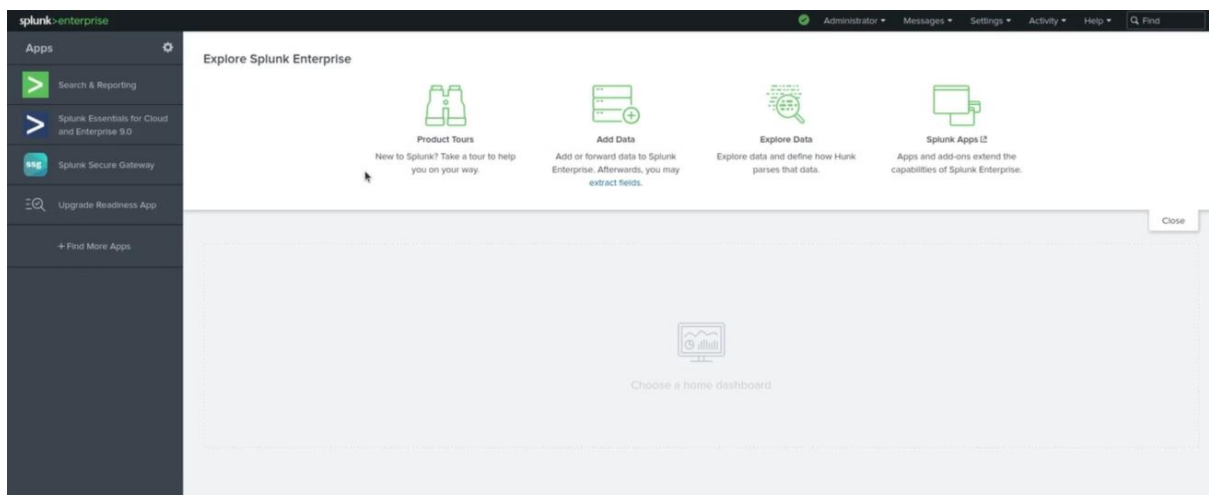 splunk>enterprise
Administrator Messages Settings Activity Help Find
Apps
Search & Reporting
Splunk Essentials for Cloud
and Enterprise 9.0
ssg Splunk Secure Gateway
Upgrade Readiness App
+ Find More Apps
Explore Splunk Enterprise
Product Tours
New to Splunk? Take a tour to help
you on your way.
Add Data
Add or forward data to Splunk
Enterprise. Afterwards, you may
extract fields.
Explore Data
Explore data and define how Hunk
parses that data.
Splunk Apps
Apps and add-ons extend the
capabilities of Splunk Enterprise.
Close
Choose a home dashboard